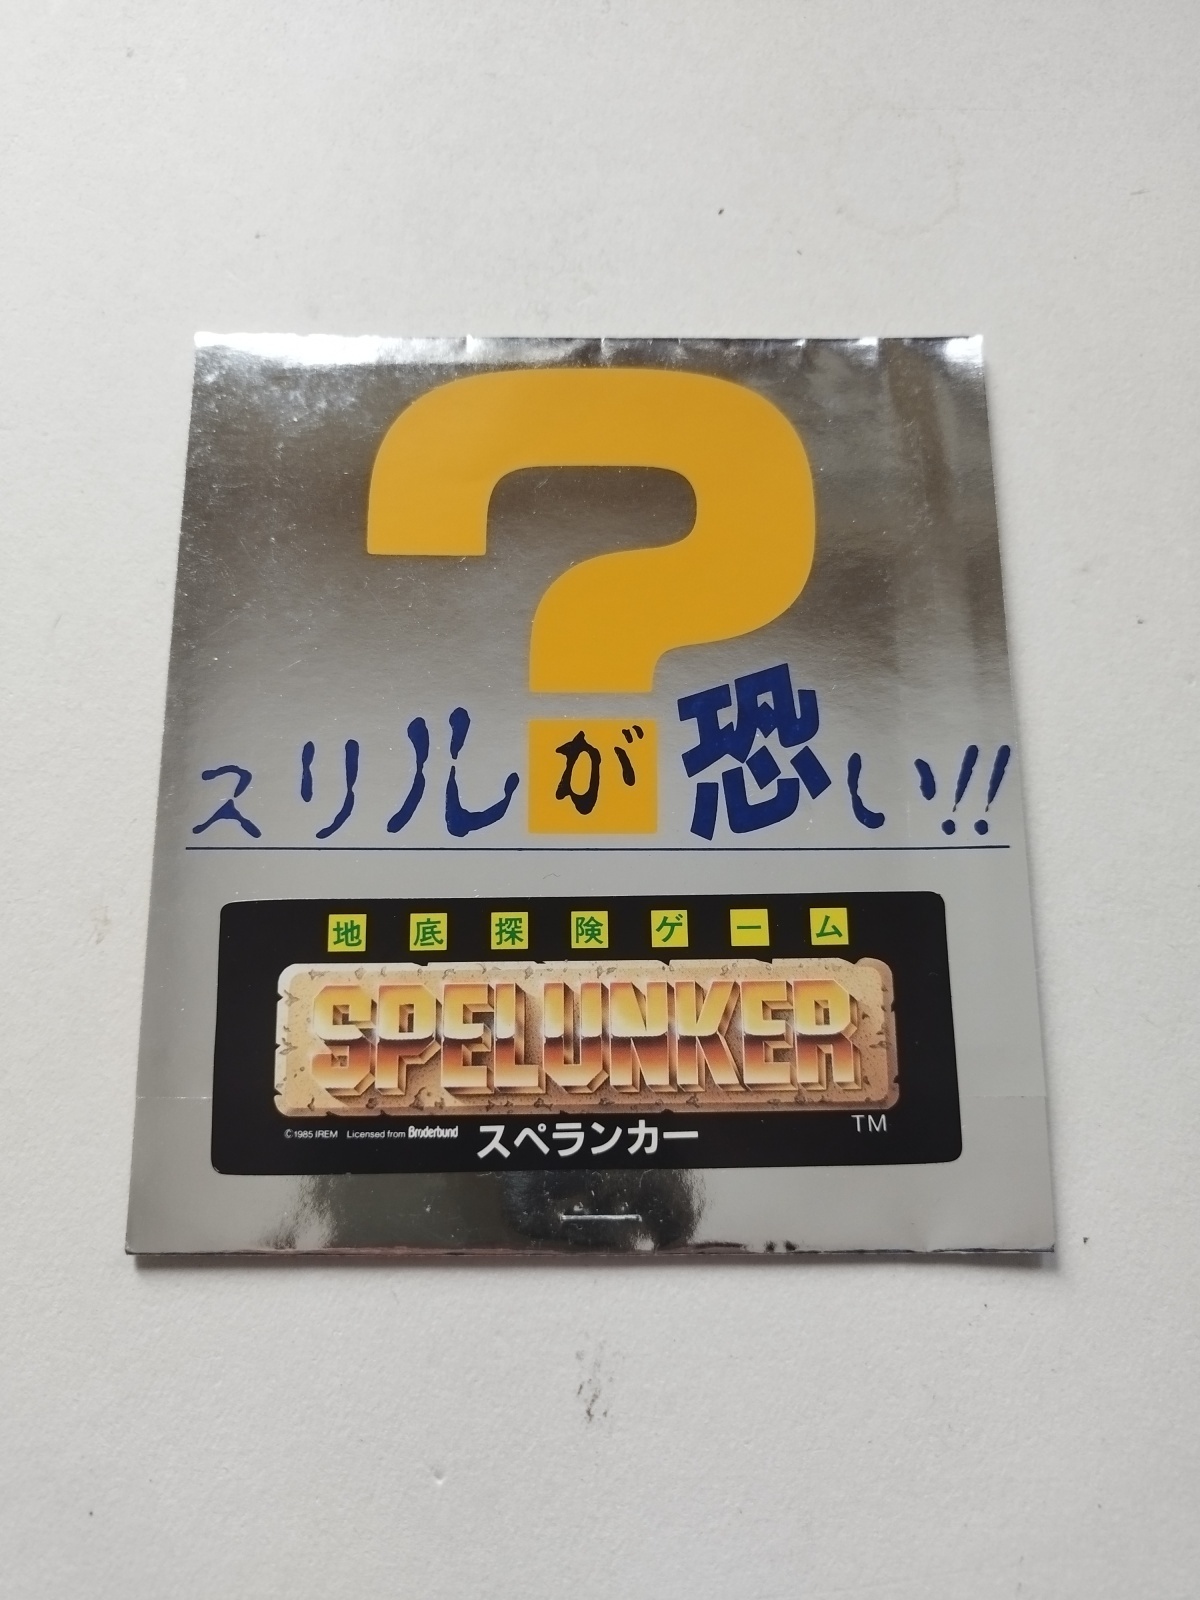 ?
スリルが恐い!!
地底探険ゲーム
SPELUNKER
TM
©1985 IREM Licensed from Brøderbund スペランカー